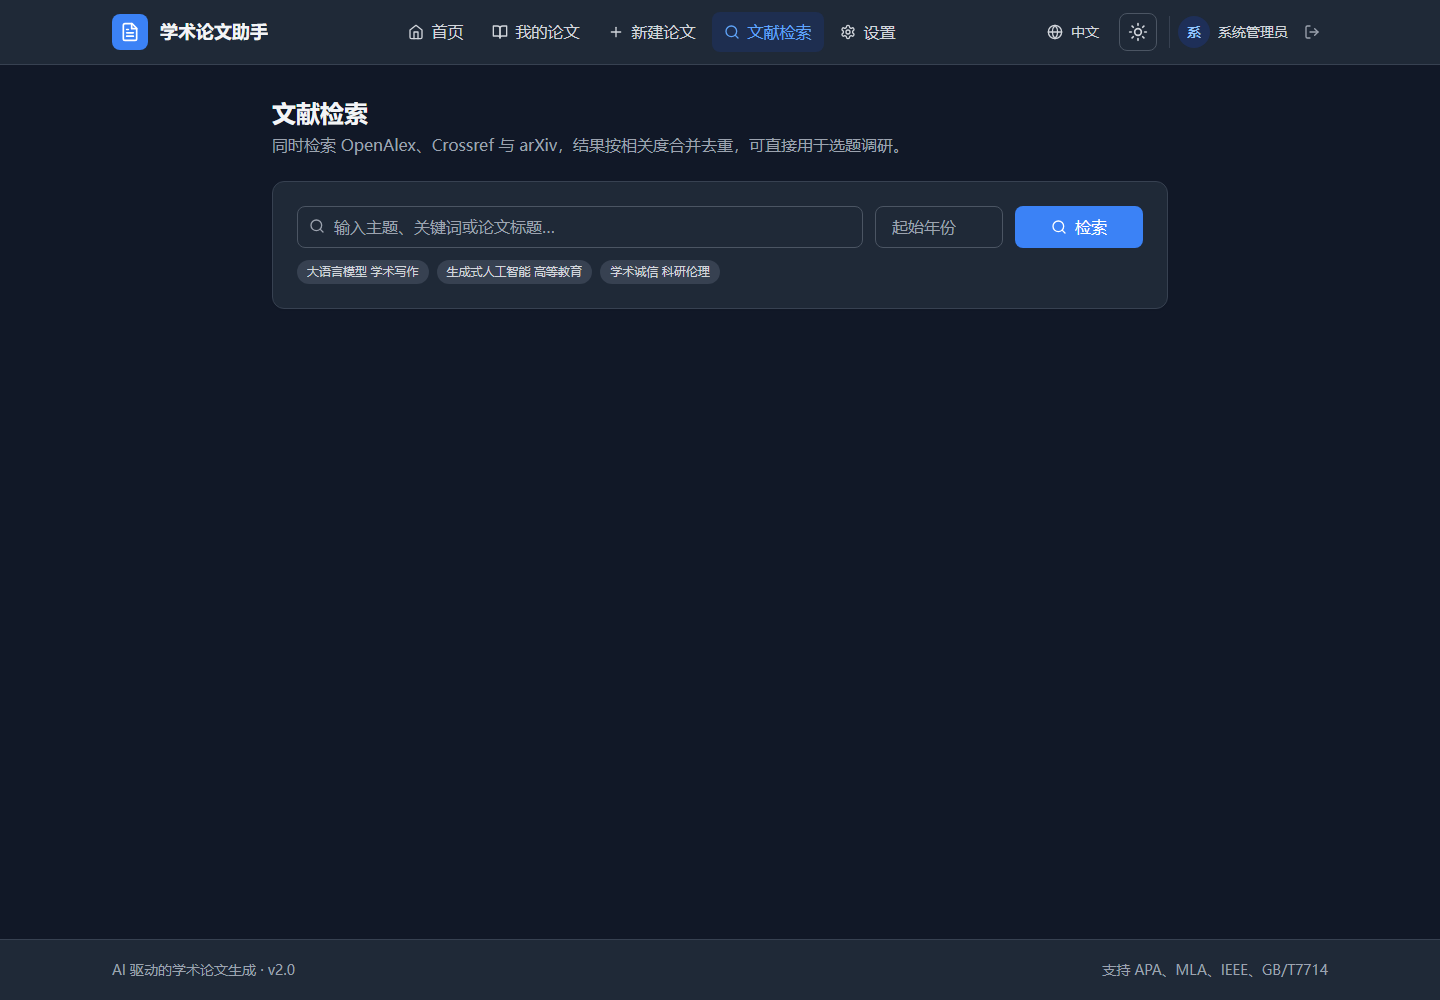 学术论文助手
首页 我的论文 新建论文 文献检索 设置
中文
系 系统管理员
文献检索
同时检索 OpenAlex、Crossref 与 arXiv，结果按相关度合并去重，可直接用于选题调研。
输入主题、关键词或论文标题...
起始年份
检索
大语言模型 学术写作
生成式人工智能 高等教育
学术诚信 科研伦理
AI 驱动的学术论文生成 · v2.0
支持 APA、MLA、IEEE、GB/T7714